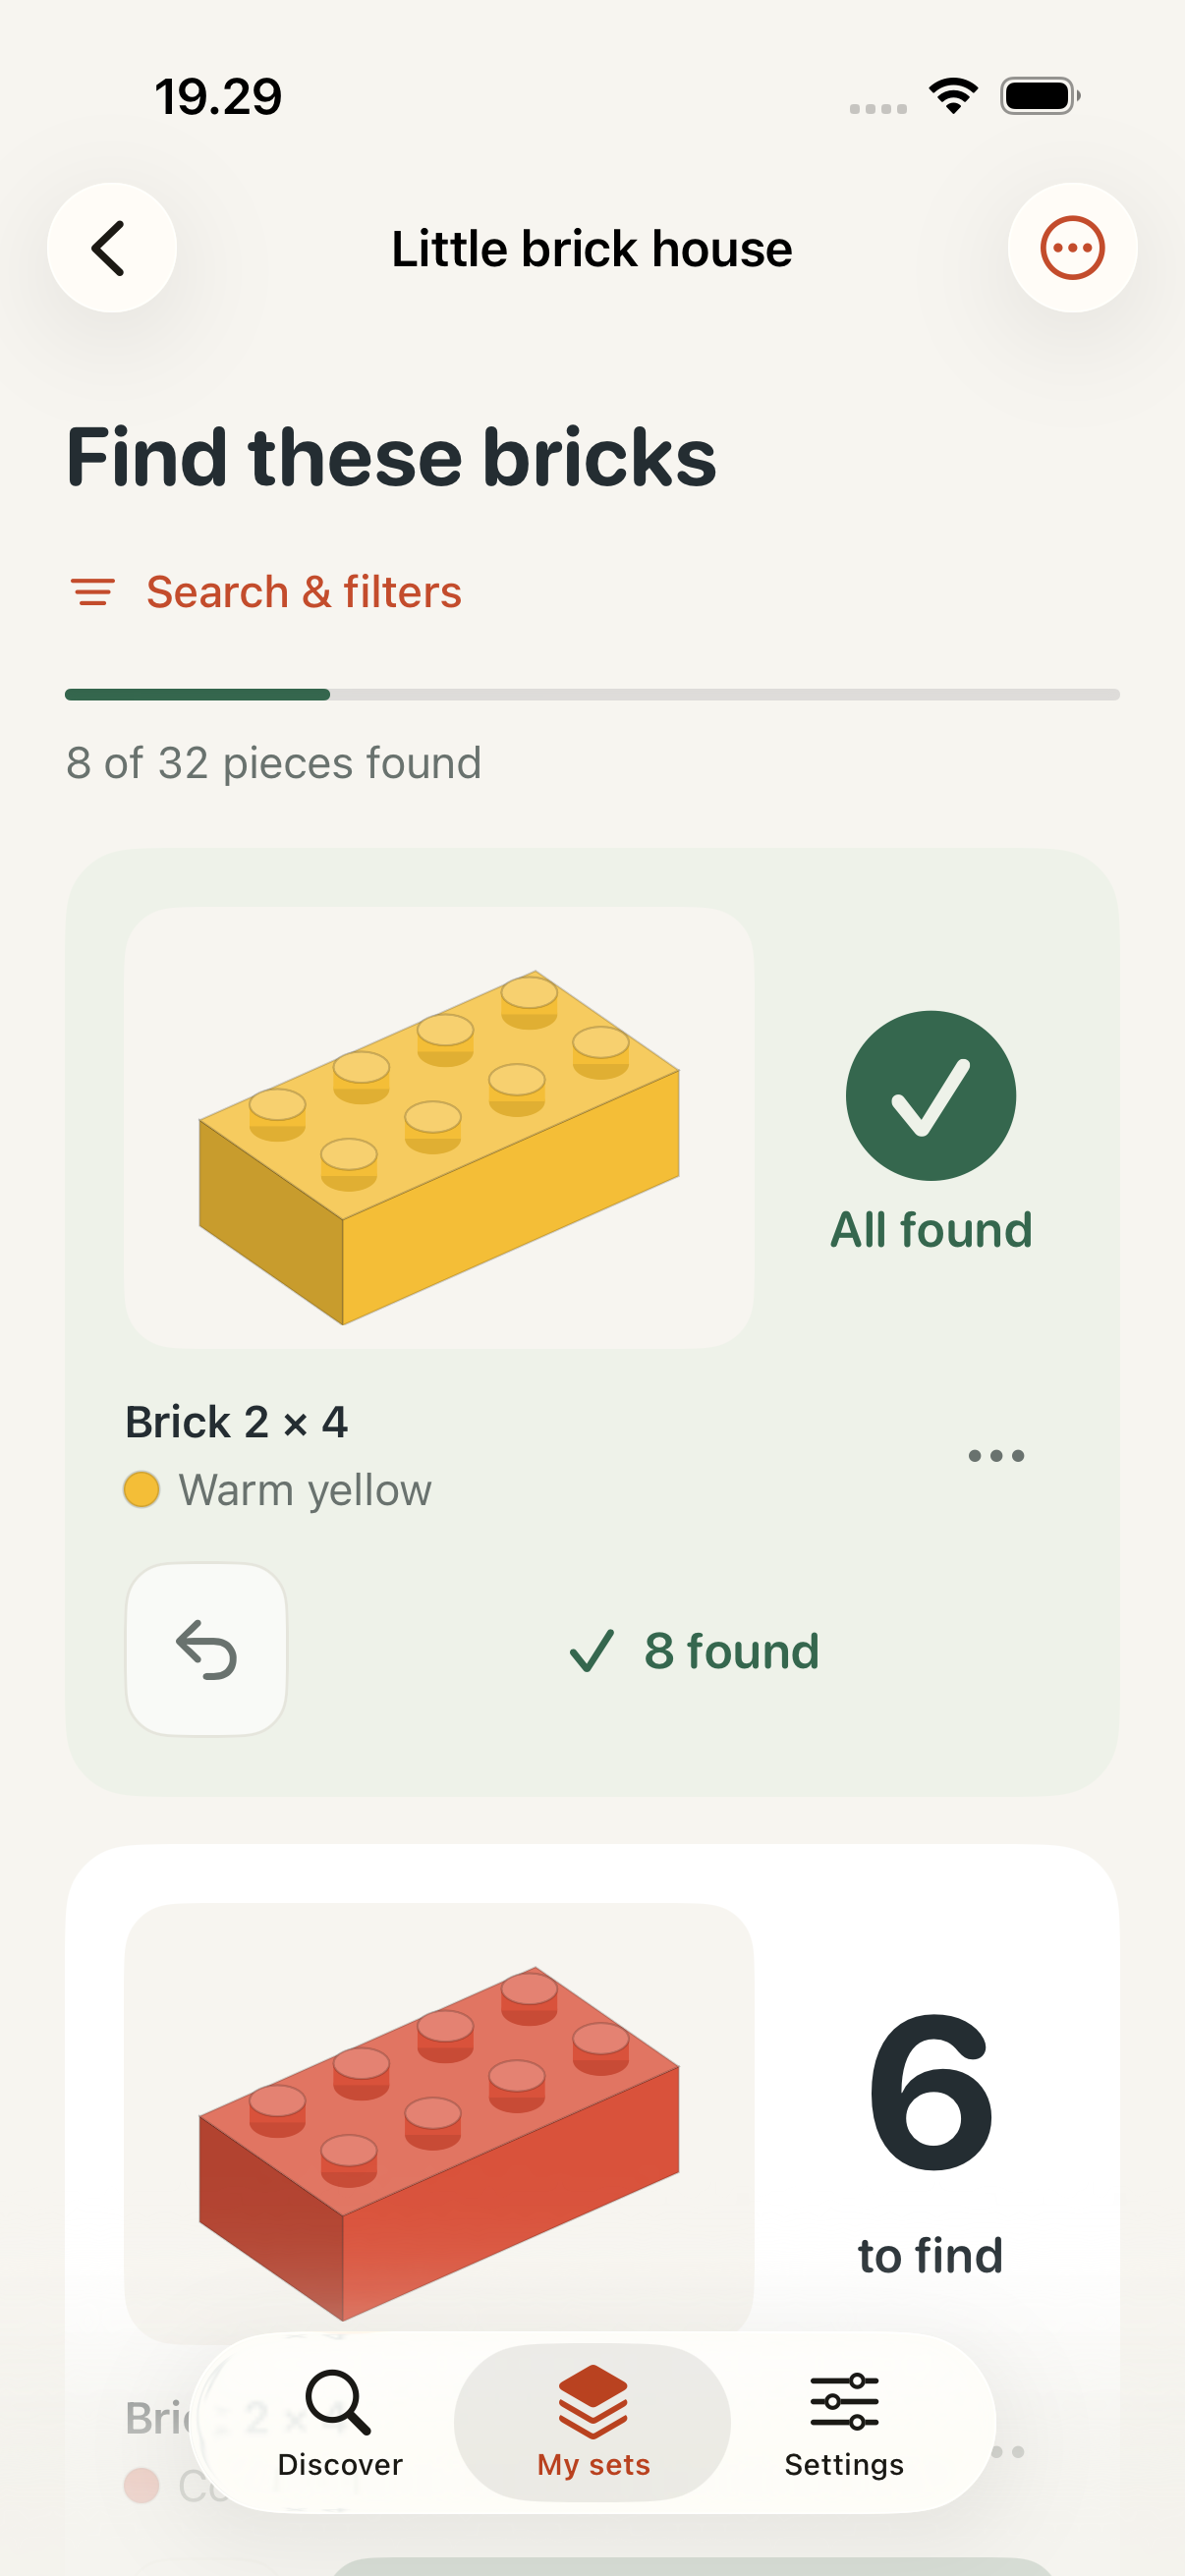 19.29
Little brick house
Find these bricks
Search & filters
8 of 32 pieces found
All found
Brick 2 × 4
Warm yellow
8 found
6
to find
Discover
My sets
Settings